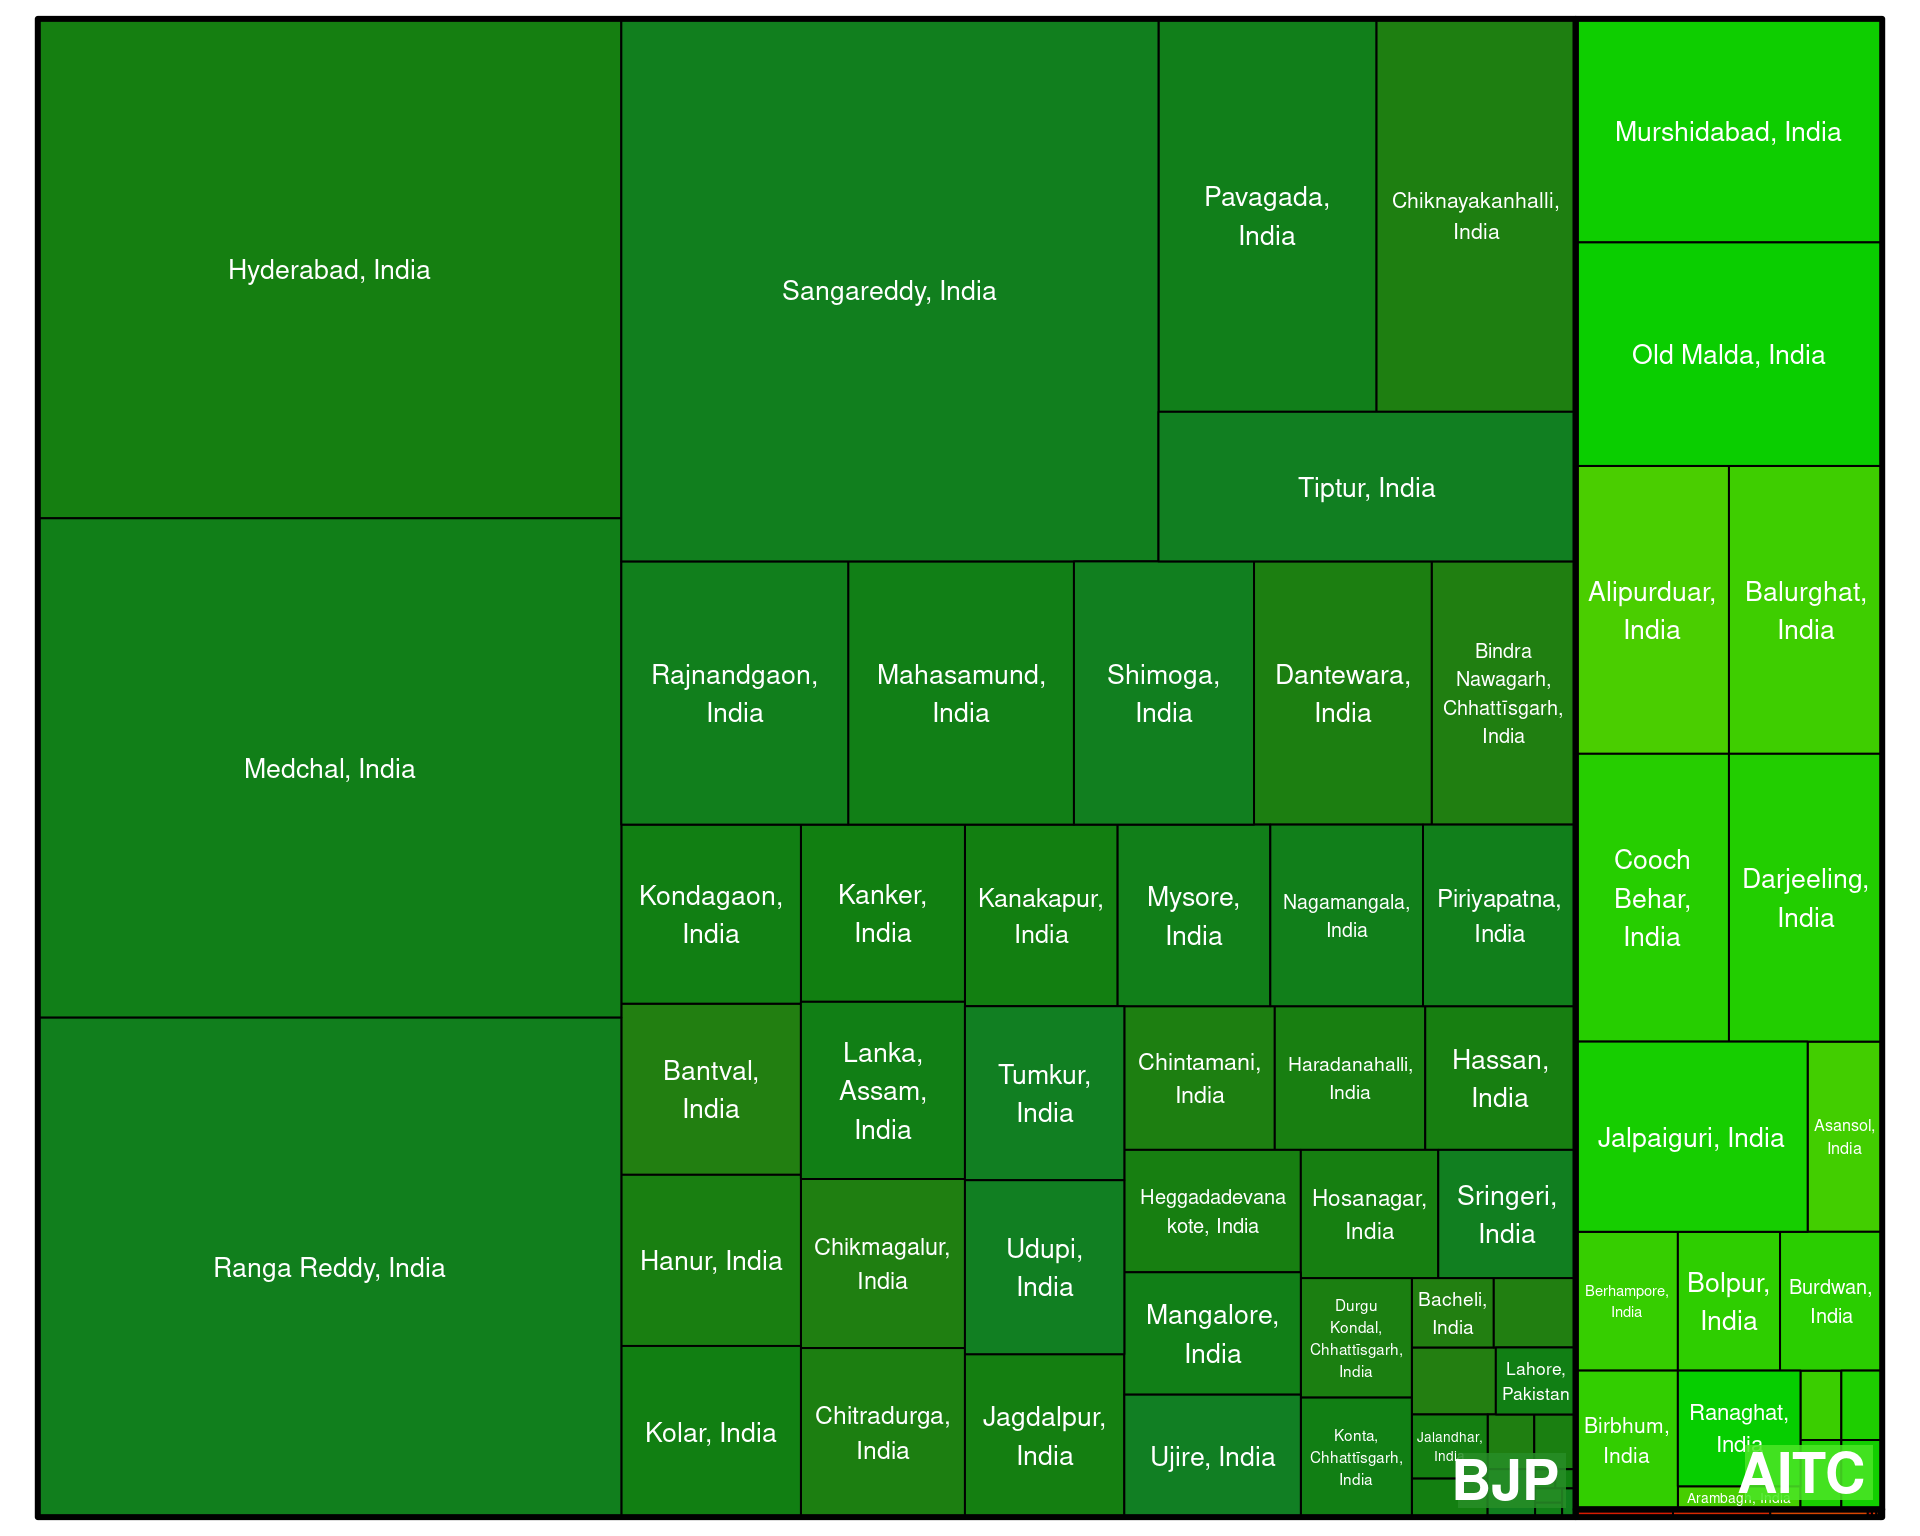 Hyderabad, India
Medchal, India
Ranga Reddy, India
Sangareddy, India
Pavagada,
India
Chiknayakanhalli,
India
Tiptur, India
Rajnandgaon,
India
Mahasamund,
India
Shimoga,
India
Dantewara,
India
Bindra
Nawagarh,
Chhattīsgarh,
India
Kondagaon,
India
Kanker,
India
Kanakapur,
India
Mysore,
India
Nagamangala,
India
Piriyapatna,
India
Bantval,
India
Lanka,
Assam,
India
Tumkur,
India
Chintamani,
India
Haradanahalli,
India
Hassan,
India
Hanur, India
Chikmagalur,
India
Udupi,
India
Heggadadevana
kote, India
Hosanagar,
India
Sringeri,
India
Kolar, India
Chitradurga,
India
Jagdalpur,
India
Mangalore,
India
Ujire, India
Durgu
Kondal,
Chhattīsgarh,
India
Konta,
Chhattīsgarh,
India
Bacheli,
India
Lahore,
Pakistan
Jalandhar,
India
BJP
Murshidabad, India
Old Malda, India
Alipurduar,
India
Balurghat,
India
Cooch
Behar,
India
Darjeeling,
India
Jalpaiguri, India
Asansol,
India
Berhampore,
India
Bolpur,
India
Burdwan,
India
Birbhum,
India
Ranaghat,
India
Arambagh, India
AITC